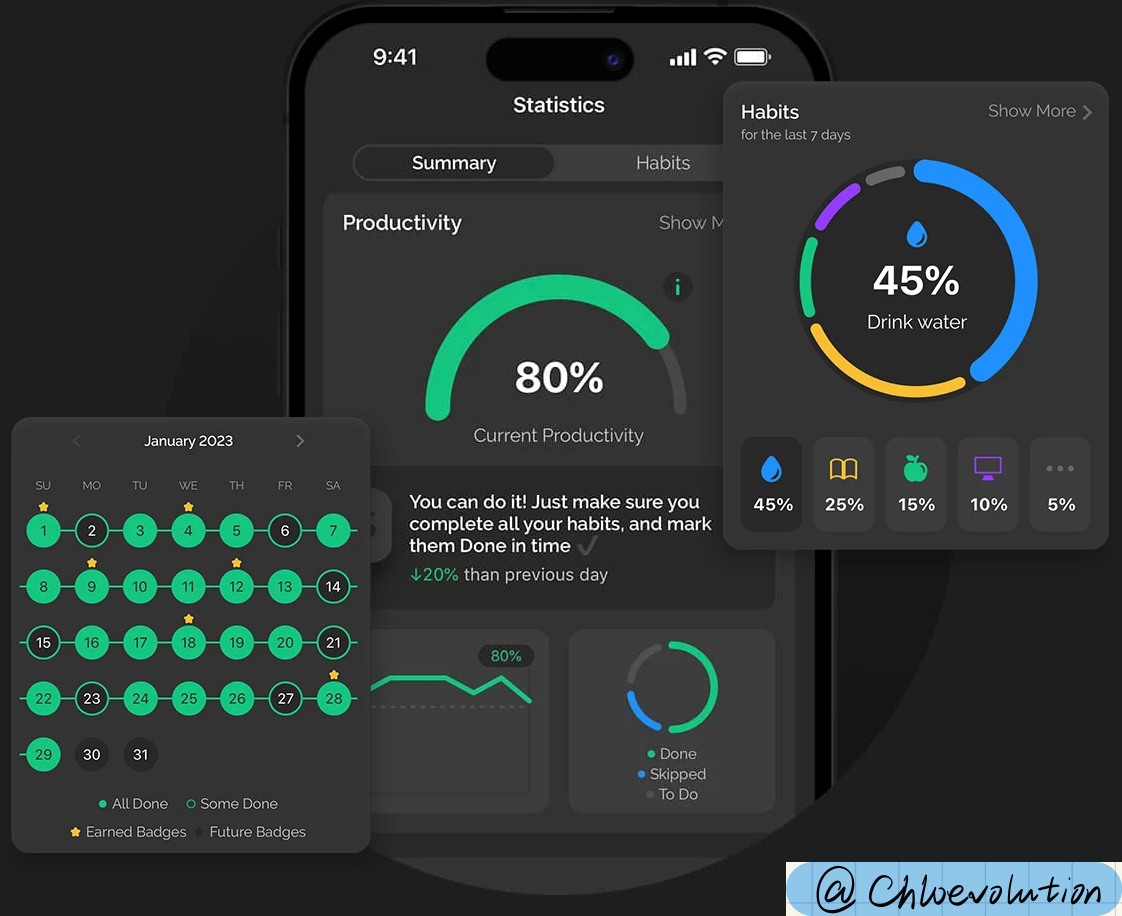 9:41
Statistics
Summary
Habits
Productivity
Show M
80%
Current Productivity
You can do it! Just make sure you
complete all your habits, and mark
them Done in time
↓20% than previous day
80%
Done
Skipped
To Do
Habits
Show More
for the last 7 days
45%
Drink water
45% 25% 15% 10% 5%
January 2023
SU MO TU WE TH FR SA
1 2 3 4 5 6 7
8 9 10 11 12 13 14
15 16 17 18 19 20 21
22 23 24 25 26 27 28
29 30 31
All Done Some Done
Earned Badges Future Badges
@Chloevolution